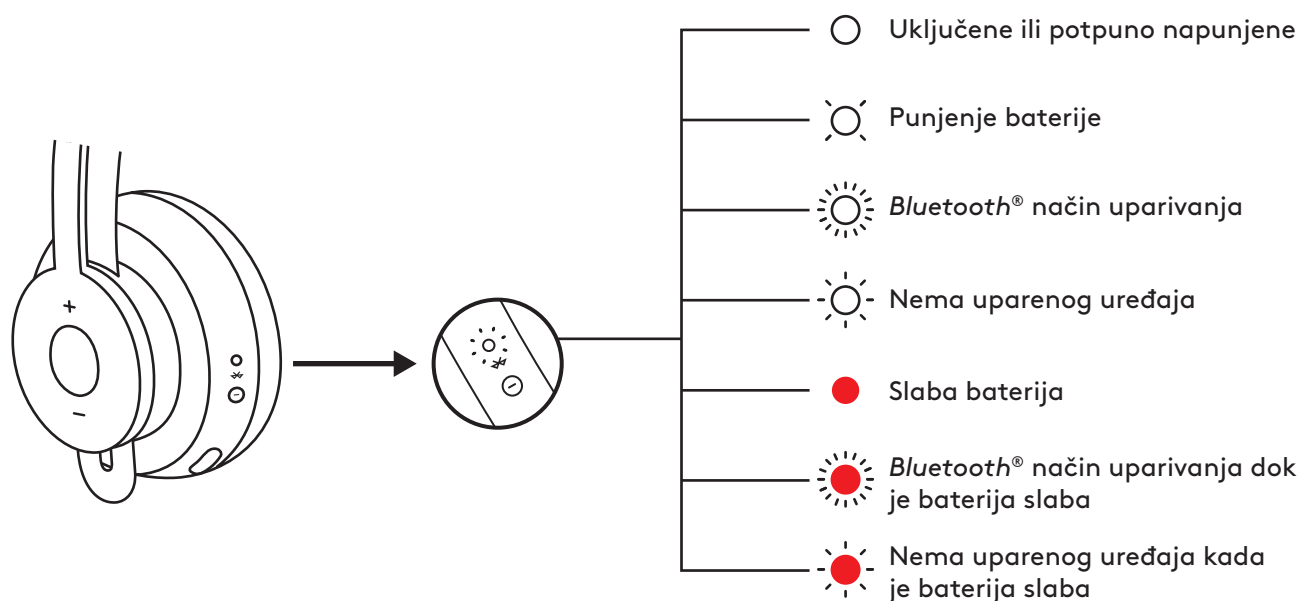 Uključene ili potpuno napunjene
Punjenje baterije
Bluetooth® način uparivanja
Nema uparenog uređaja
Slaba baterija
Bluetooth® način uparivanja dok
je baterija slaba
Nema uparenog uređaja kada
je baterija slaba